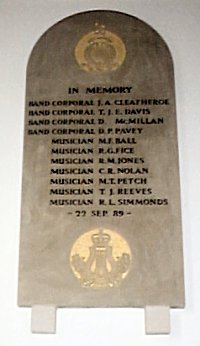 IN MEMORY
BAND CORPORAL J.A. CLEATHEROE
BAND CORPORAL T.J.E. DAVIS
BAND CORPORAL D. McMILLAN
BAND CORPORAL D.P. PAVEY
MUSICIAN M.F. BALL
MUSICIAN R.G. FICE
MUSICIAN R.M. JONES
MUSICIAN C.R. NOLAN
MUSICIAN M.T. PETCH
MUSICIAN T.J. REEVES
MUSICIAN R.L. SIMMONDS
- 22 SEP. 89 -